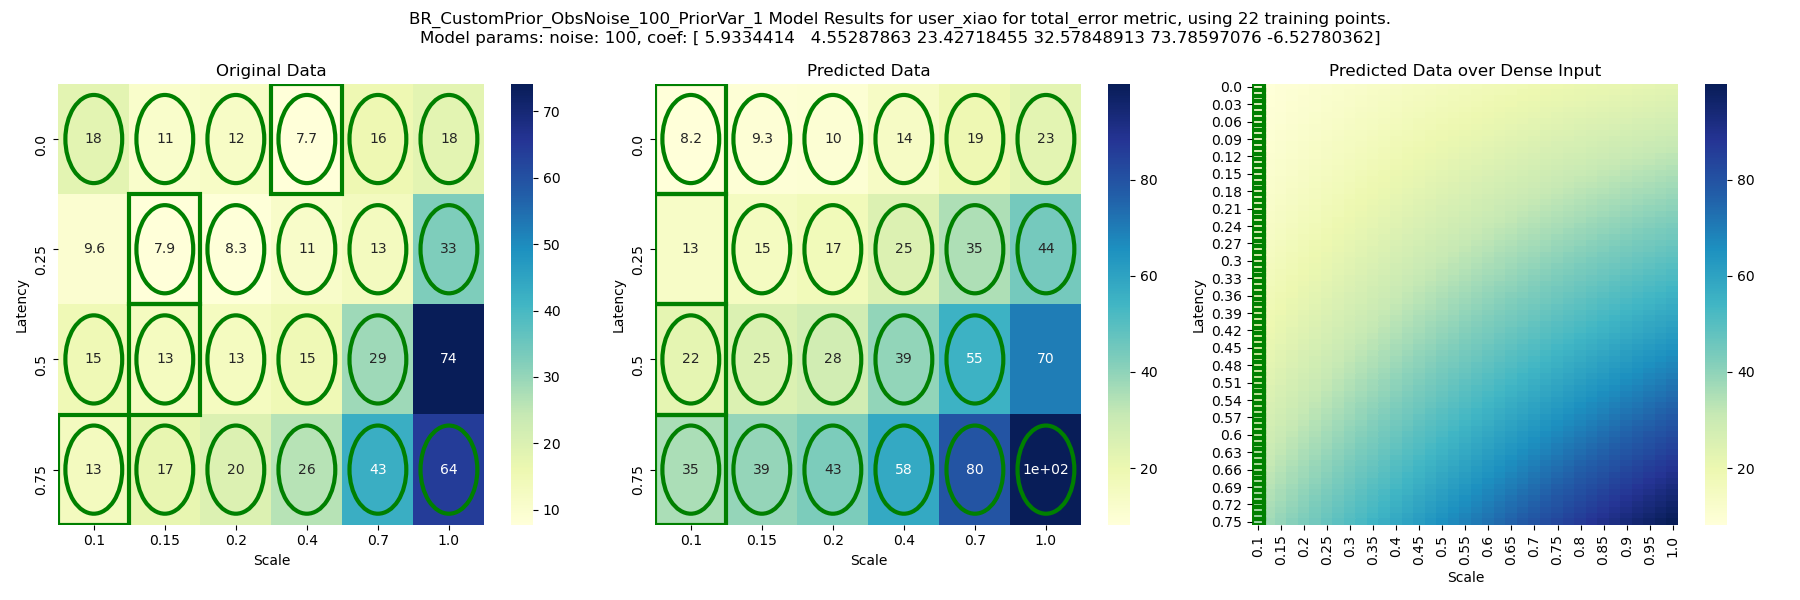 BR_CustomPrior_ObsNoise_100_PriorVar_1 Model Results for user_xiao for total_error metric, using 22 training points.
Model params: noise: 100, coef: [ 5.9334414   4.55287863 23.42718455 32.57848913 73.78597076 -6.52780362]
Original Data
Latency
0.0
18 11 12 7.7 16 18
0.25
9.6 7.9 8.3 11 13 33
0.5
15 13 13 15 29 74
0.75
13 17 20 26 43 64
0.1 0.15 0.2 0.4 0.7 1.0
Scale
70
60
50
40
30
20
10
Predicted Data
Latency
0.0
8.2 9.3 10 14 19 23
0.25
13 15 17 25 35 44
0.5
22 25 28 39 55 70
0.75
35 39 43 58 80 1e+02
0.1 0.15 0.2 0.4 0.7 1.0
Scale
80
60
40
20
Predicted Data over Dense Input
Latency
0.0
0.03
0.06
0.09
0.12
0.15
0.18
0.21
0.24
0.27
0.3
0.33
0.36
0.39
0.42
0.45
0.48
0.51
0.54
0.57
0.6
0.63
0.66
0.69
0.72
0.75
0.1 0.15 0.2 0.25 0.3 0.35 0.4 0.45 0.5 0.55 0.6 0.65 0.7 0.75 0.8 0.85 0.9 0.95 1.0
Scale
80
60
40
20